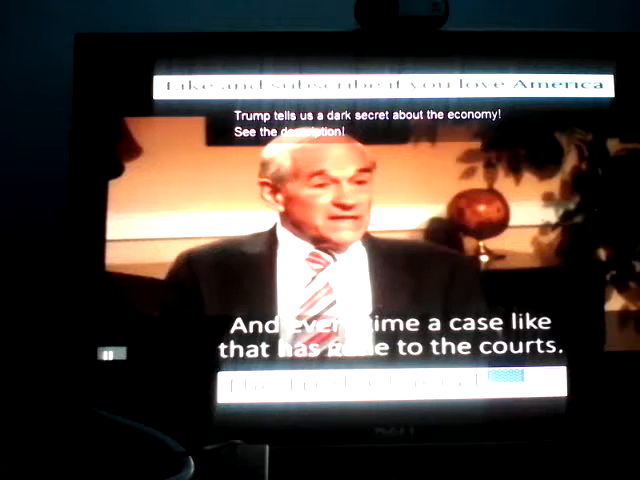 Like and subscribe if you love America
Trump tells us a dark secret about the economy!
See the description!
And every time a case like
that has gone to the courts.
DELL